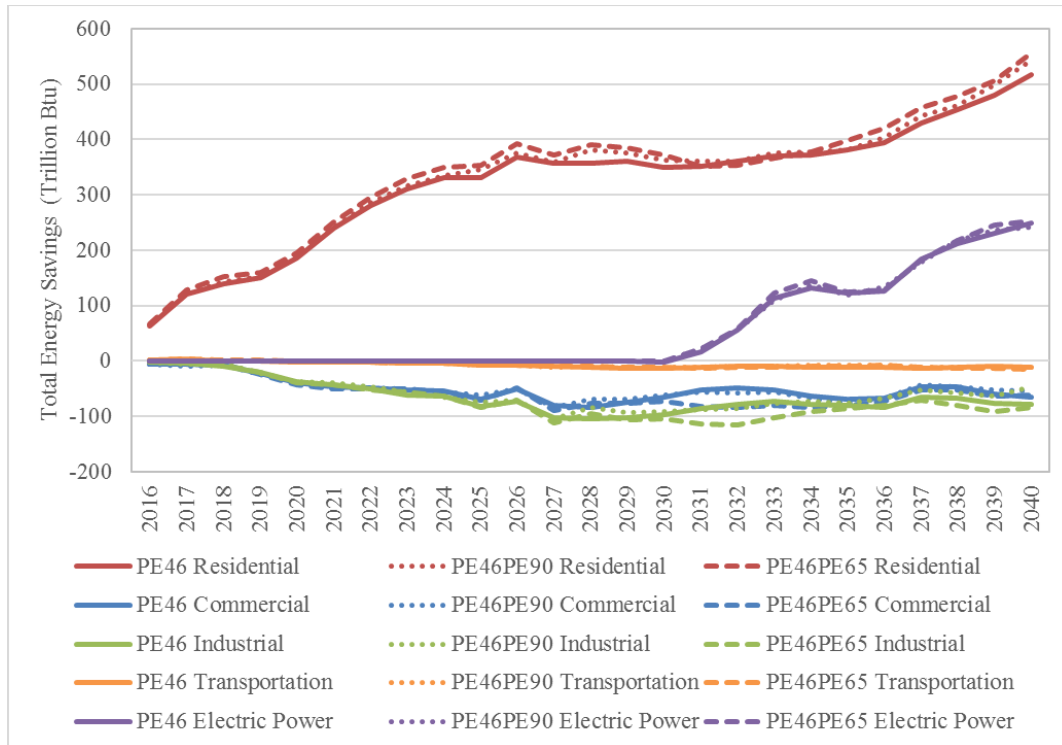 Total Energy Savings (Trillion Btu)
600
500
400
300
200
100
0
-100
-200
2016
2017
2018
2019
2020
2021
2022
2023
2024
2025
2026
2027
2028
2029
2030
2031
2032
2033
2034
2035
2036
2037
2038
2039
2040
PE46 Residential
PE46PE90 Residential
PE46PE65 Residential
PE46 Commercial
PE46PE90 Commercial
PE46PE65 Commercial
PE46 Industrial
PE46PE90 Industrial
PE46PE65 Industrial
PE46 Transportation
PE46PE90 Transportation
PE46PE65 Transportation
PE46 Electric Power
PE46PE90 Electric Power
PE46PE65 Electric Power